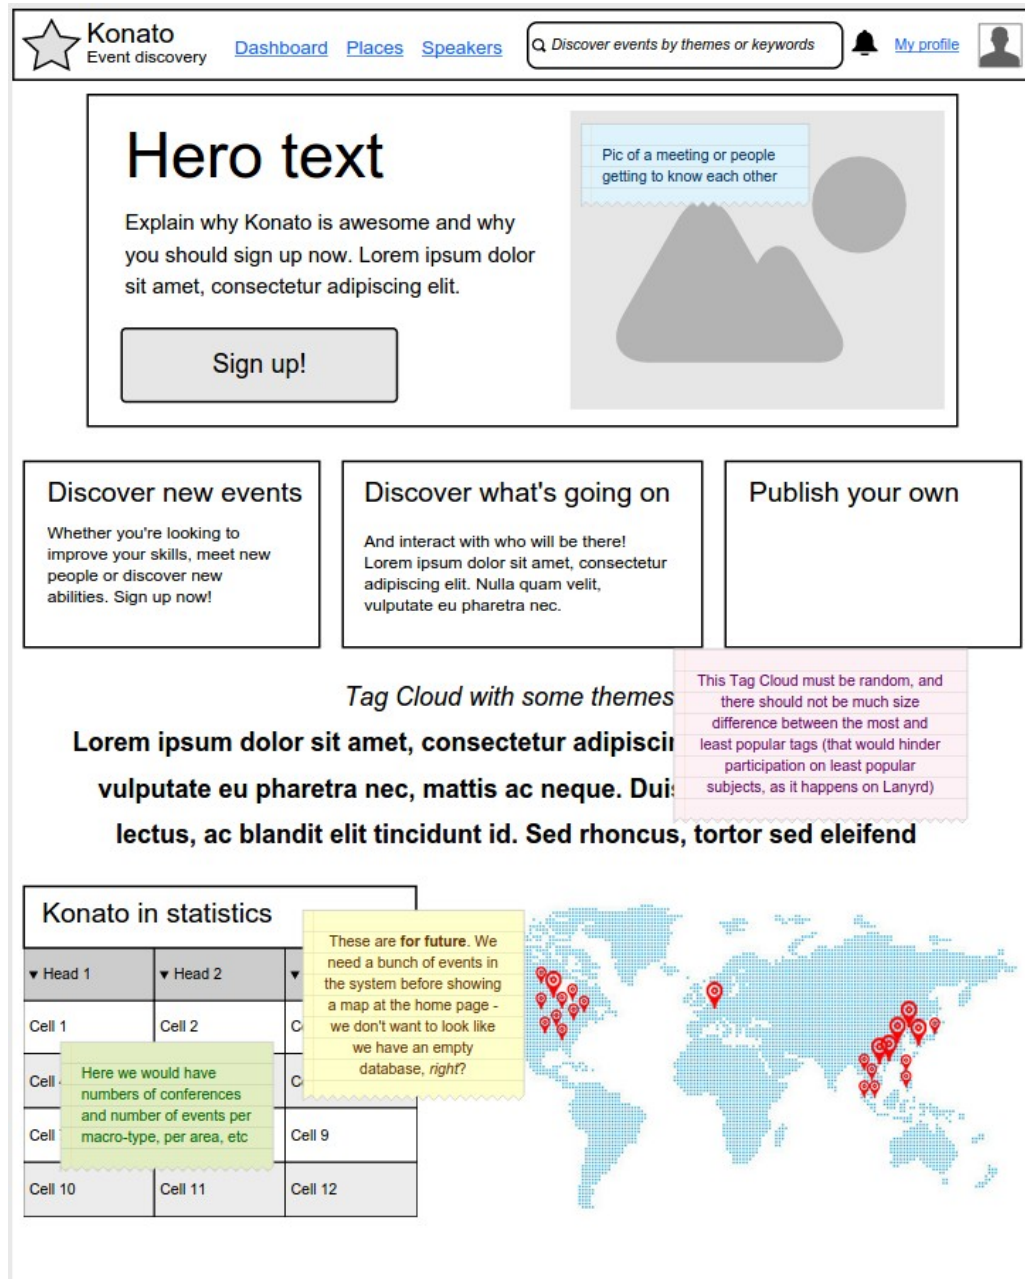 Konato
Event discovery
Dashboard Places Speakers
Discover events by themes or keywords
My profile
Hero text
Explain why Konato is awesome and why
you should sign up now. Lorem ipsum dolor
sit amet, consectetur adipiscing elit.
Sign up!
Pic of a meeting or people
getting to know each other
Discover new events
Whether you're looking to
improve your skills, meet new
people or discover new
abilities. Sign up now!
Discover what's going on
And interact with who will be there!
Lorem ipsum dolor sit amet, consectetur
adipiscing elit. Nulla quam velit,
vulputate eu pharetra nec.
Publish your own
Tag Cloud with some themes
Lorem ipsum dolor sit amet, consectetur
vulputate eu pharetra nec, mattis ac neque.
lectus, ac blandit elit tincidunt id. Sed rhoncus, tortor sed eleifend
This Tag Cloud must be random, and
there should not be much size
difference between the most and
least popular tags (that would hinder
participation on least popular
subjects, as it happens on Lanyrd)
Konato in statistics
Head 1 Head 2
Cell 1 Cell 2
Cell
Cell Cell 9
Cell 10 Cell 11 Cell 12
These are for future. We
need a bunch of events in
the system before showing
a map at the home page -
we don't want to look like
we have an empty
database, right?
Here we would have
numbers of conferences
and number of events per
macro-type, per area, etc